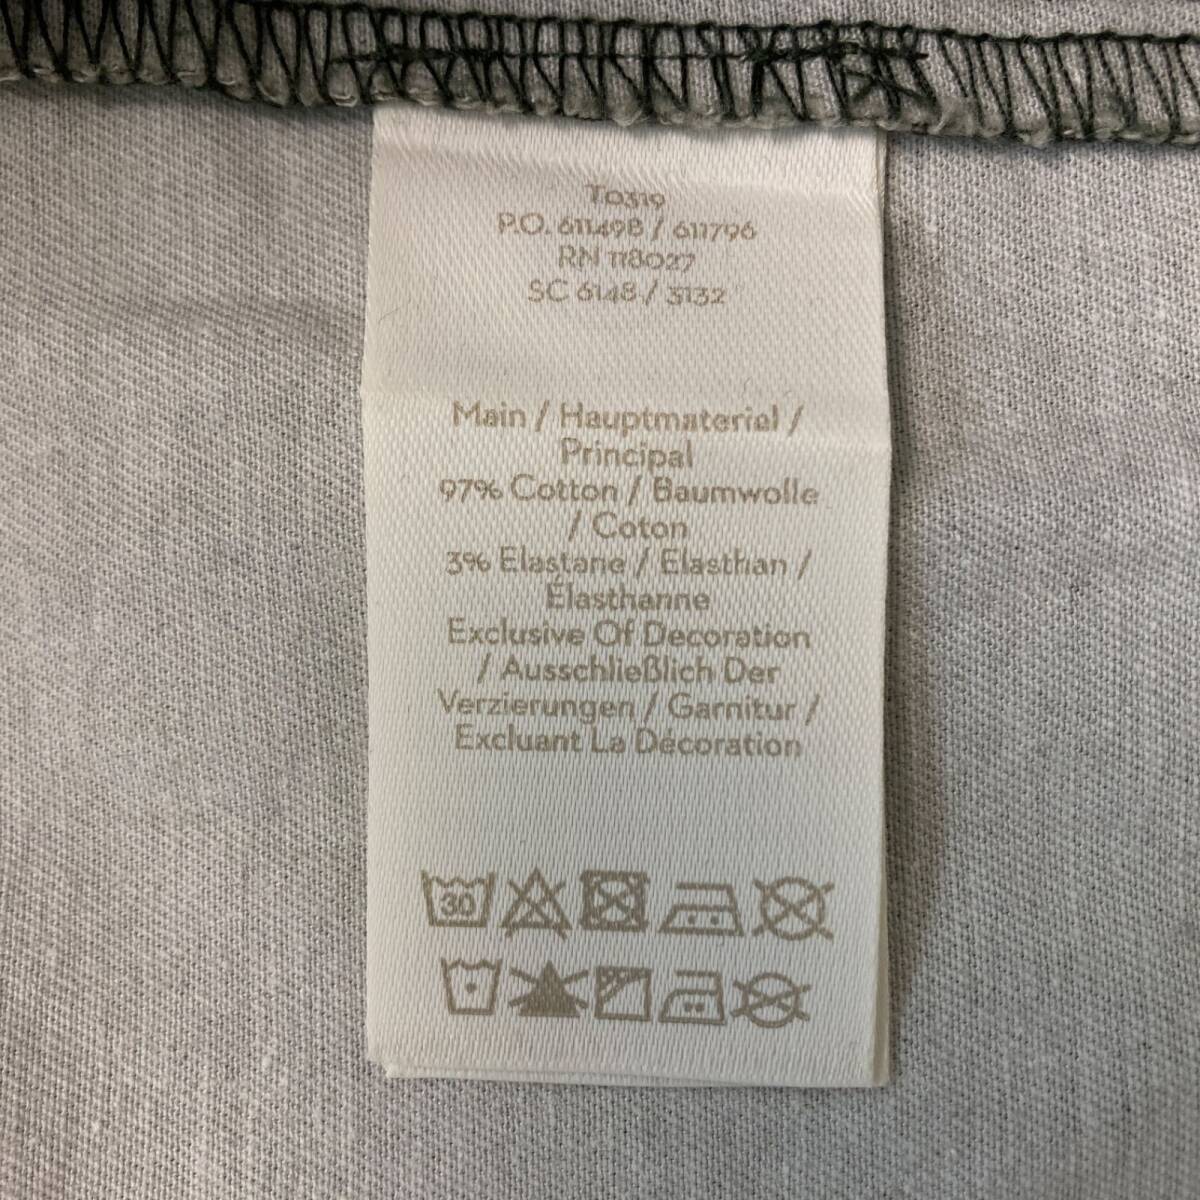 T0319
P.O. 611498 / 611796
RN 118027
SC 6148 / 3132
Main / Hauptmaterial /
Principal
97% Cotton / Baumwolle
/ Coton
3% Elastane / Elasthan /
Élasthanne
Exclusive Of Decoration
/ Ausschließlich Der
Verzierungen / Garnitur /
Excluant La Décoration
30